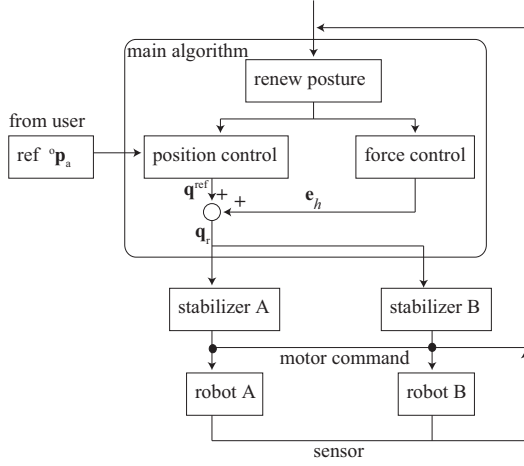 main algorithm
renew posture
from user
ref ᵒpₐ
position control
force control
q^ref
+
+
e_h
q_r
stabilizer A
stabilizer B
motor command
robot A
robot B
sensor